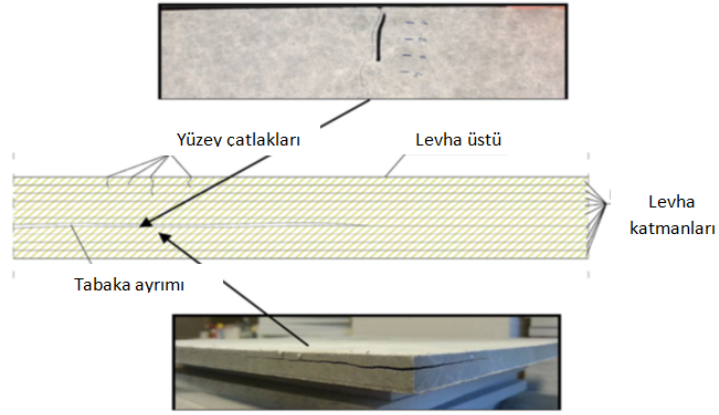 Yüzey çatlakları
Levha üstü
Levha
katmanları
Tabaka ayrımı